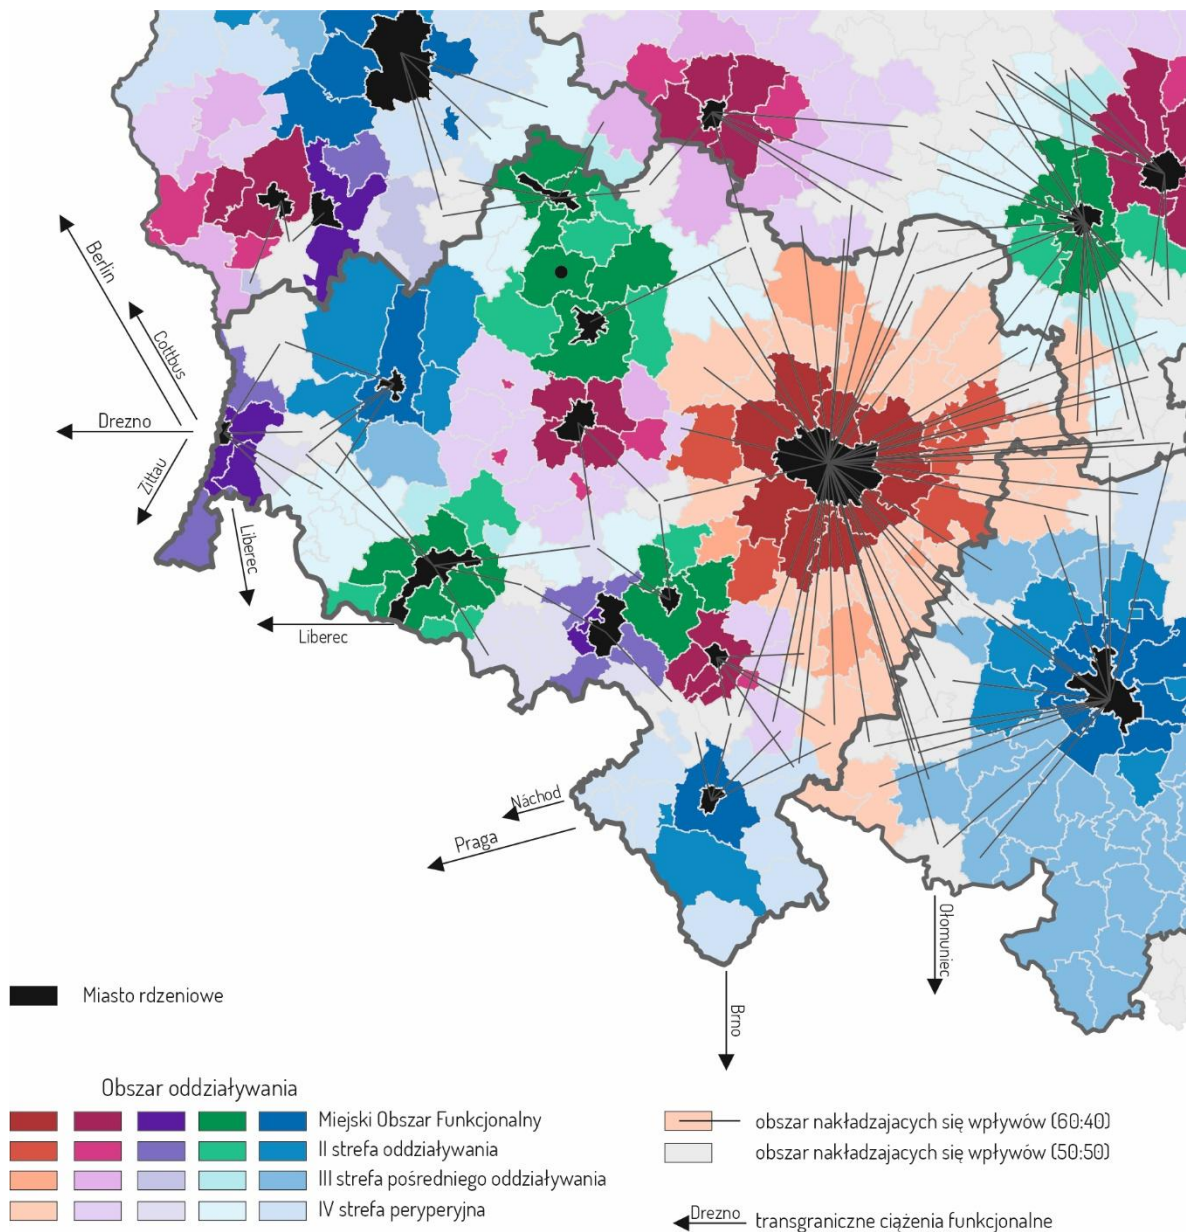 Berlin
Cottbus
Drezno
Zittau
Liberec
Liberec
Náchod
Praga
Ołomuniec
Brno
Miasto rdzeniowe
Obszar oddziaływania
Miejski Obszar Funkcjonalny
II strefa oddziaływania
III strefa pośredniego oddziaływania
IV strefa peryperyjna
obszar nakładzajacych się wpływów (60:40)
obszar nakładzajacych się wpływów (50:50)
Drezno transgraniczne ciążenia funkcjonalne